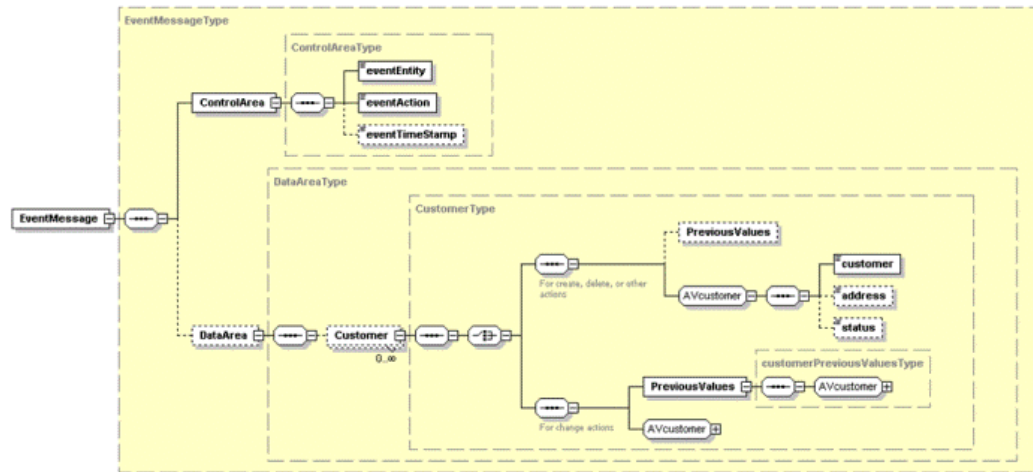 EventMessageType
ControlAreaType
eventEntity
ControlArea
eventAction
eventTimeStamp
DataAreaType
CustomerType
EventMessage
PreviousValues
For create, delete, or other
actions
AVcustomer
customer
address
status
DataArea
Customer
0..∞
customerPreviousValuesType
PreviousValues
AVcustomer
For change actions
AVcustomer